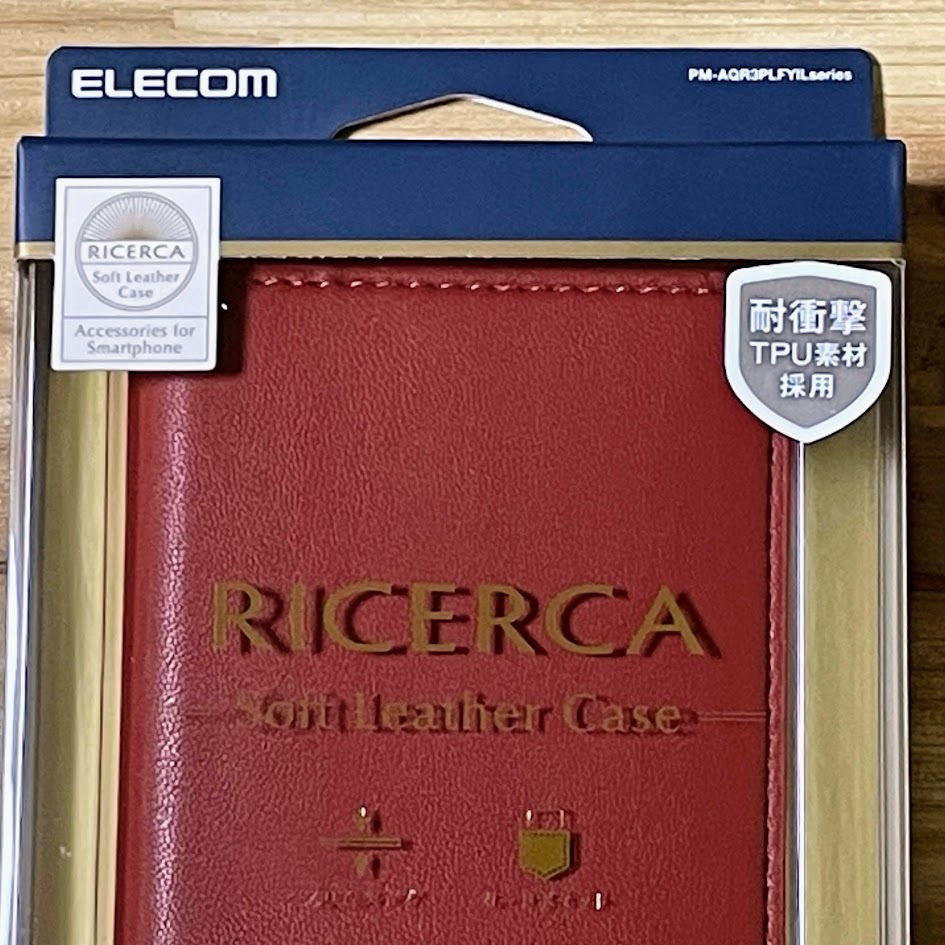 ELECOM
PM-AQR3PLFYILseries
RICERCA
Soft Leather
Case
Accessories for
Smartphone
耐衝撃
TPU素材
採用
RICERCA
Soft Leather Case